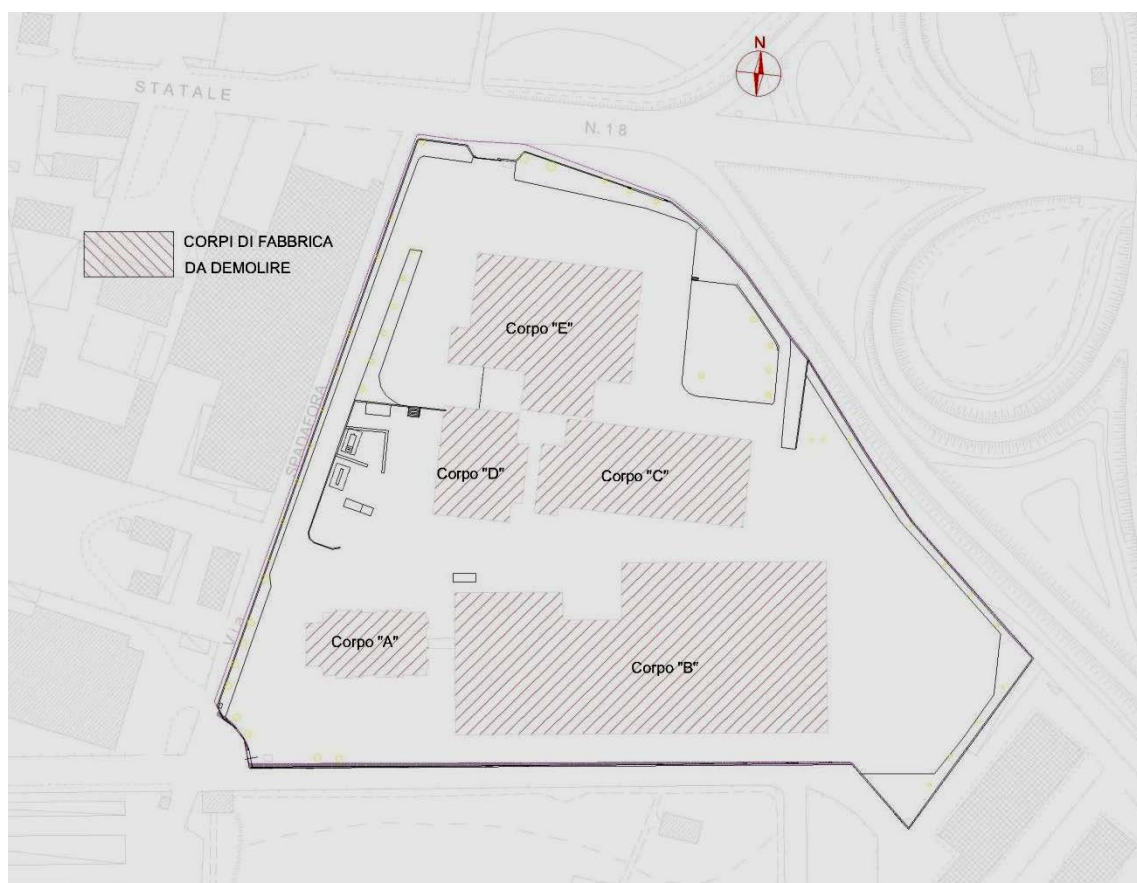 N
STATALE
N.18
CORPI DI FABBRICA
DA DEMOLIRE
Corpo "E"
SPADAFORA
Corpo "D"
Corpo "C"
Via
Corpo "A"
Corpo "B"